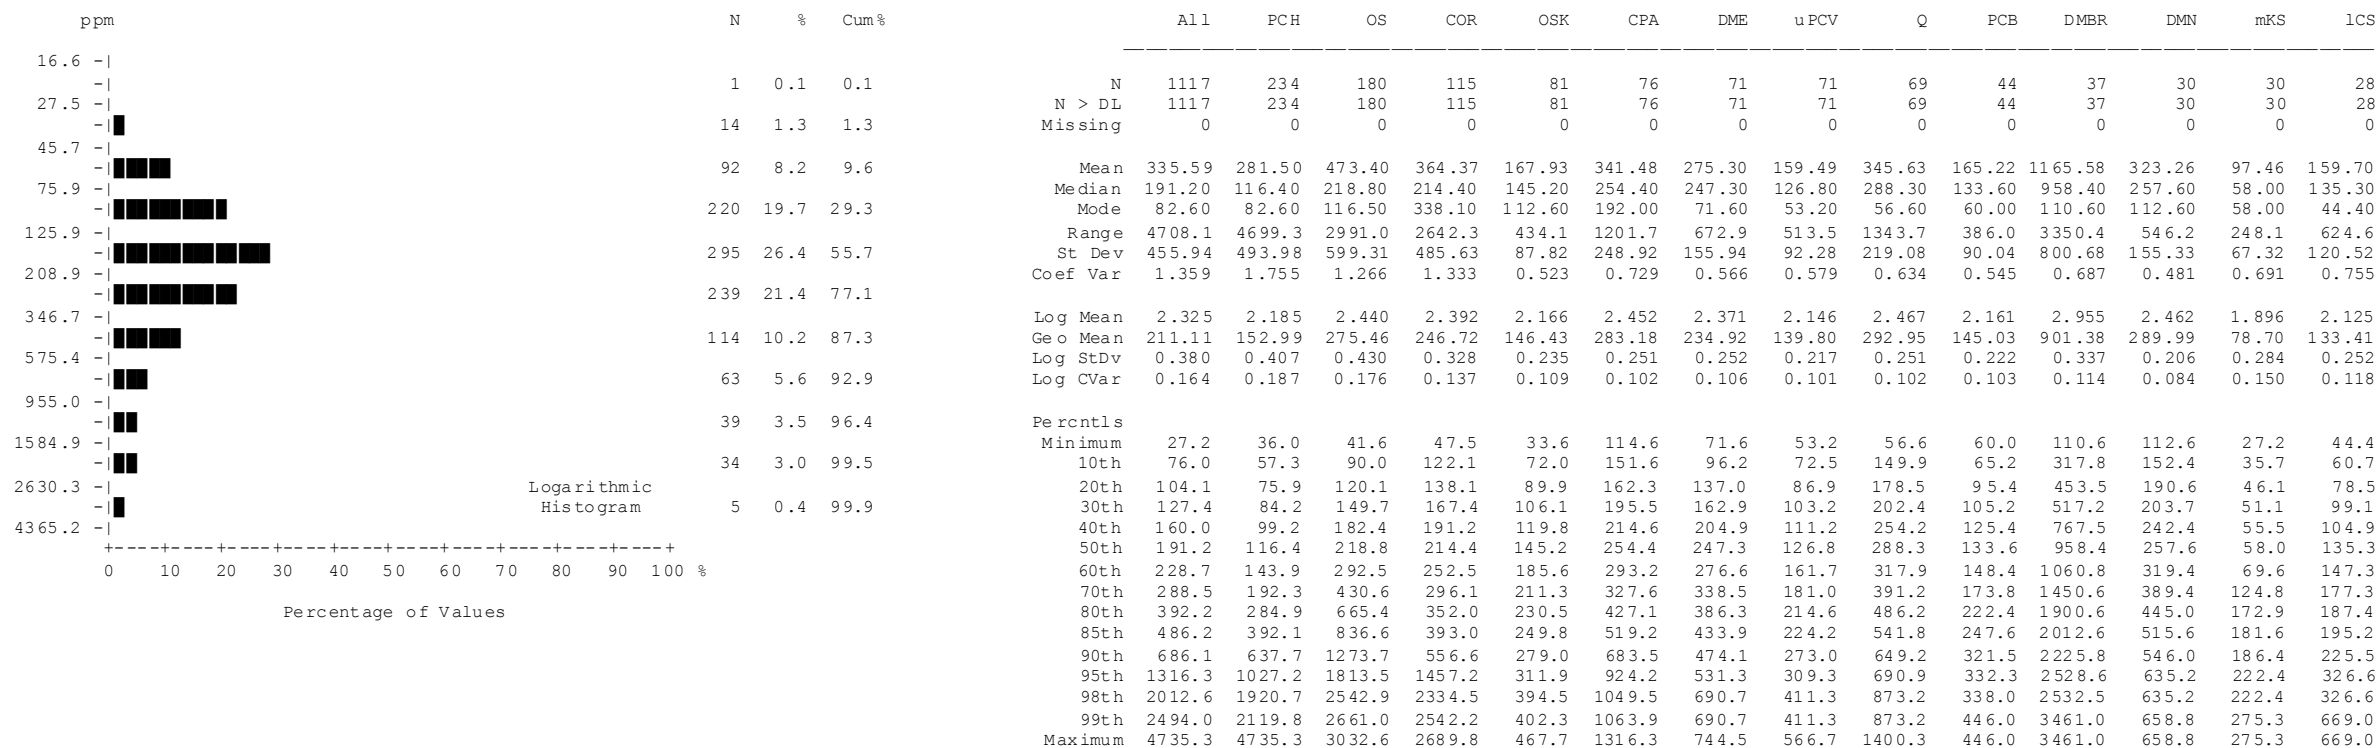 ppm N % Cum% All PCH OS COR OSK CPA DME uPCV Q PCB DMBR DMN mKS lCS
16.6 -|
-| 1 0.1 0.1 N 1117 234 180 115 81 76 71 71 69 44 37 30 30 28
27.5 -| N > DL 1117 234 180 115 81 76 71 71 69 44 37 30 30 28
-| 14 1.3 1.3 Missing 0 0 0 0 0 0 0 0 0 0 0 0 0 0
45.7 -|
-| 92 8.2 9.6 Mean 335.59 281.50 473.40 364.37 167.93 341.48 275.30 159.49 345.63 165.22 1165.58 323.26 97.46 159.70
75.9 -| Median 191.20 116.40 218.80 214.40 145.20 254.40 247.30 126.80 288.30 133.60 958.40 257.60 58.00 135.30
-| 220 19.7 29.3 Mode 82.60 82.60 116.50 338.10 112.60 192.00 71.60 53.20 56.60 60.00 110.60 112.60 58.00 44.40
125.9 -| Range 4708.1 4699.3 2991.0 2642.3 434.1 1201.7 672.9 513.5 1343.7 386.0 3350.4 546.2 248.1 624.6
-| 295 26.4 55.7 St Dev 455.94 493.98 599.31 485.63 87.82 248.92 155.94 92.28 219.08 90.04 800.68 155.33 67.32 120.52
208.9 -| Coef Var 1.359 1.755 1.266 1.333 0.523 0.729 0.566 0.579 0.634 0.545 0.687 0.481 0.691 0.755
-| 239 21.4 77.1
346.7 -| Log Mean 2.325 2.185 2.440 2.392 2.166 2.452 2.371 2.146 2.467 2.161 2.955 2.462 1.896 2.125
-| 114 10.2 87.3 Geo Mean 211.11 152.99 275.46 246.72 146.43 283.18 234.92 139.80 292.95 145.03 901.38 289.99 78.70 133.41
575.4 -| Log StDv 0.380 0.407 0.430 0.328 0.235 0.251 0.252 0.217 0.251 0.222 0.337 0.206 0.284 0.252
-| 63 5.6 92.9 Log CVar 0.164 0.187 0.176 0.137 0.109 0.102 0.106 0.101 0.102 0.103 0.114 0.084 0.150 0.118
955.0 -|
-| 39 3.5 96.4 Percntls
1584.9 -| Minimum 27.2 36.0 41.6 47.5 33.6 114.6 71.6 53.2 56.6 60.0 110.6 112.6 27.2 44.4
-| 34 3.0 99.5 10th 76.0 57.3 90.0 122.1 72.0 151.6 96.2 72.5 149.9 65.2 317.8 152.4 35.7 60.7
2630.3 -| Logarithmic 20th 104.1 75.9 120.1 138.1 89.9 162.3 137.0 86.9 178.5 95.4 453.5 190.6 46.1 78.5
-| Histogram 5 0.4 99.9 30th 127.4 84.2 149.7 167.4 106.1 195.5 162.9 103.2 202.4 105.2 517.2 203.7 51.1 99.1
4365.2 -| 40th 160.0 99.2 182.4 191.2 119.8 214.6 204.9 111.2 254.2 125.4 767.5 242.4 55.5 104.9
+----+----+----+----+----+----+----+----+----+----+ 50th 191.2 116.4 218.8 214.4 145.2 254.4 247.3 126.8 288.3 133.6 958.4 257.6 58.0 135.3
0 10 20 30 40 50 60 70 80 90 100 % 60th 228.7 143.9 292.5 252.5 185.6 293.2 276.6 161.7 317.9 148.4 1060.8 319.4 69.6 147.3
70th 288.5 192.3 430.6 296.1 211.3 327.6 338.5 181.0 391.2 173.8 1450.6 389.4 124.8 177.3
Percentage of Values 80th 392.2 284.9 665.4 352.0 230.5 427.1 386.3 214.6 486.2 222.4 1900.6 445.0 172.9 187.4
85th 486.2 392.1 836.6 393.0 249.8 519.2 433.9 224.2 541.8 247.6 2012.6 515.6 181.6 195.2
90th 686.1 637.7 1273.7 556.6 279.0 683.5 474.1 273.0 649.2 321.5 2225.8 546.0 186.4 225.5
95th 1316.3 1027.2 1813.5 1457.2 311.9 924.2 531.3 309.3 690.9 332.3 2528.6 635.2 222.4 326.6
98th 2012.6 1920.7 2542.9 2334.5 394.5 1049.5 690.7 411.3 873.2 338.0 2532.5 635.2 222.4 326.6
99th 2494.0 2119.8 2661.0 2542.2 402.3 1063.9 690.7 411.3 873.2 446.0 3461.0 658.8 275.3 669.0
Maximum 4735.3 4735.3 3032.6 2689.8 467.7 1316.3 744.5 566.7 1400.3 446.0 3461.0 658.8 275.3 669.0